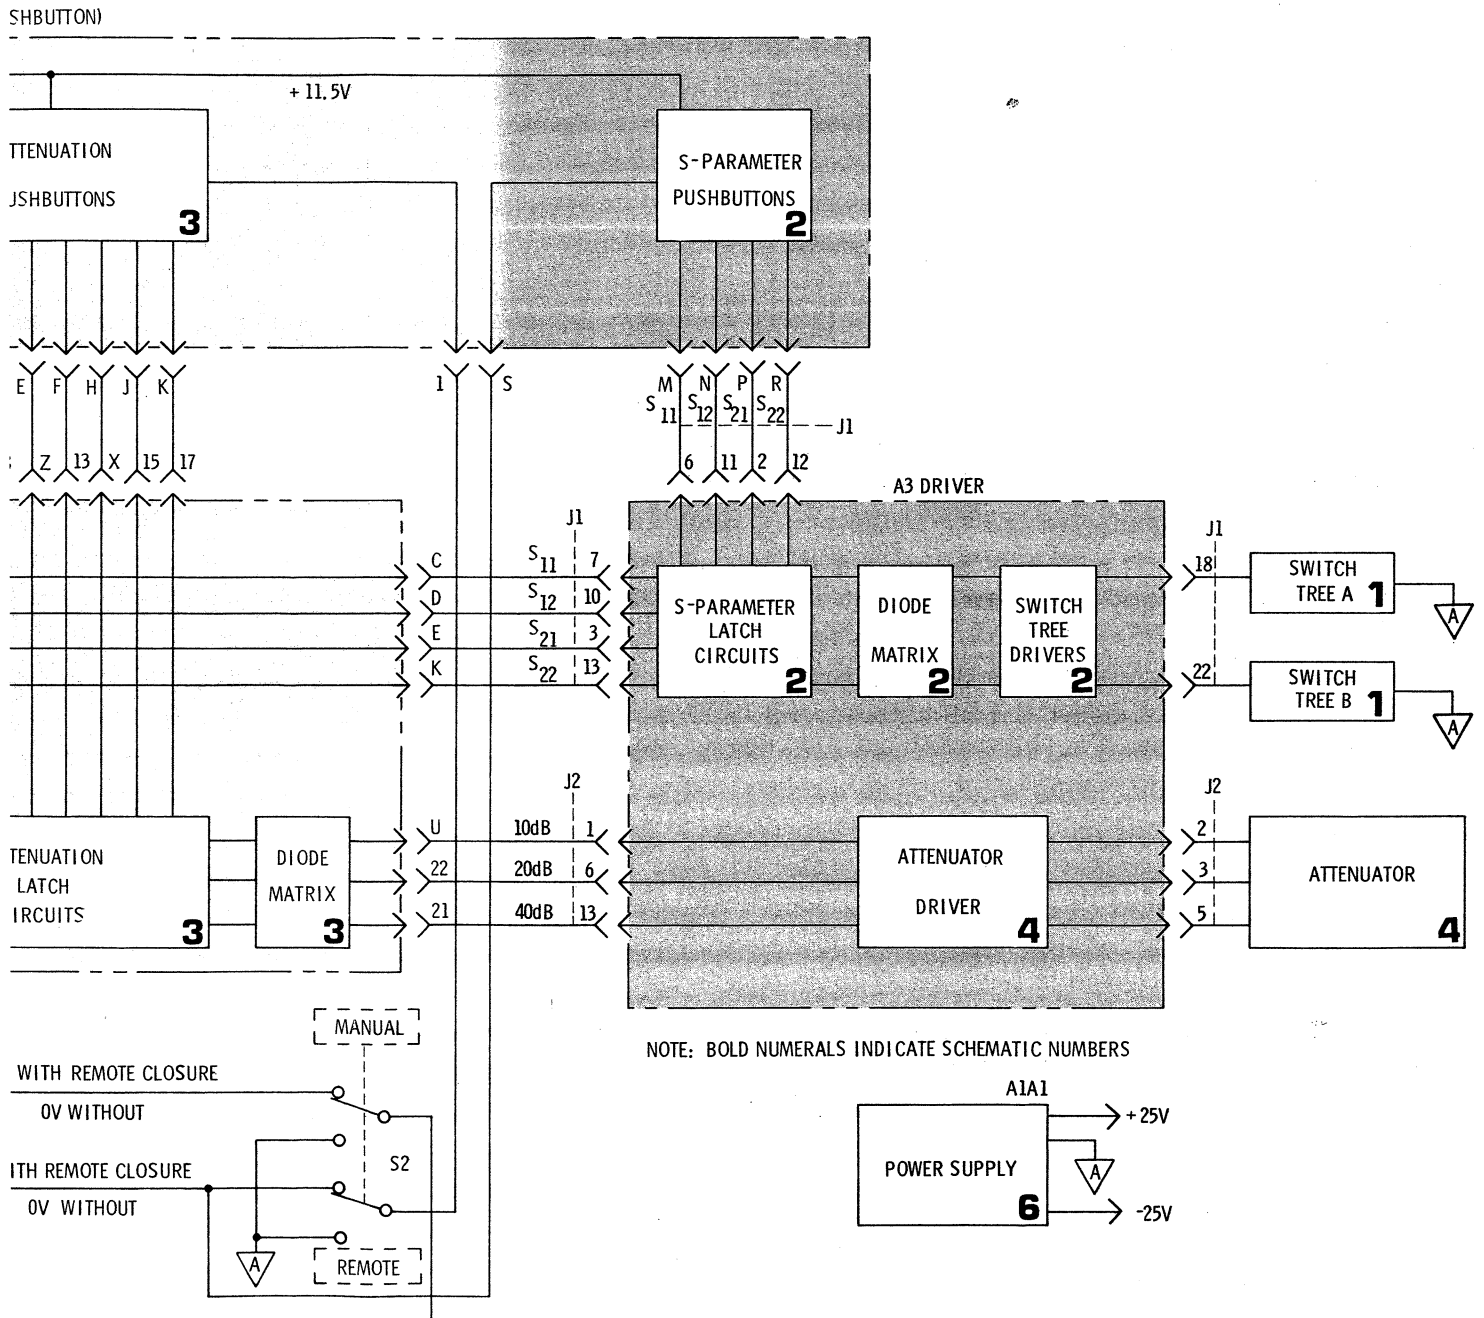 SHBUTTON)
+ 11.5V
TTENUATION
USHBUTTONS
3
S-PARAMETER
PUSHBUTTONS
2
E F H J K
1 S
M N P R
S11 S12 S21 S22
J1
Z 13 X 15 17
6 11 2 12
A3 DRIVER
J1
J1
C S11 7
D S12 10
E S21 3
K S22 13
S-PARAMETER
LATCH
CIRCUITS
2
DIODE
MATRIX
2
SWITCH
TREE
DRIVERS
2
18
SWITCH
TREE A
1
A
22
SWITCH
TREE B
1
A
J2
J2
TENUATION
LATCH
IRCUITS
3
DIODE
MATRIX
3
U 10dB 1
22 20dB 6
21 40dB 13
ATTENUATOR
DRIVER
4
2
3
5
ATTENUATOR
4
MANUAL
NOTE: BOLD NUMERALS INDICATE SCHEMATIC NUMBERS
WITH REMOTE CLOSURE
0V WITHOUT
ITH REMOTE CLOSURE
0V WITHOUT
S2
A
REMOTE
A1A1
POWER SUPPLY
6
+ 25V
A
-25V